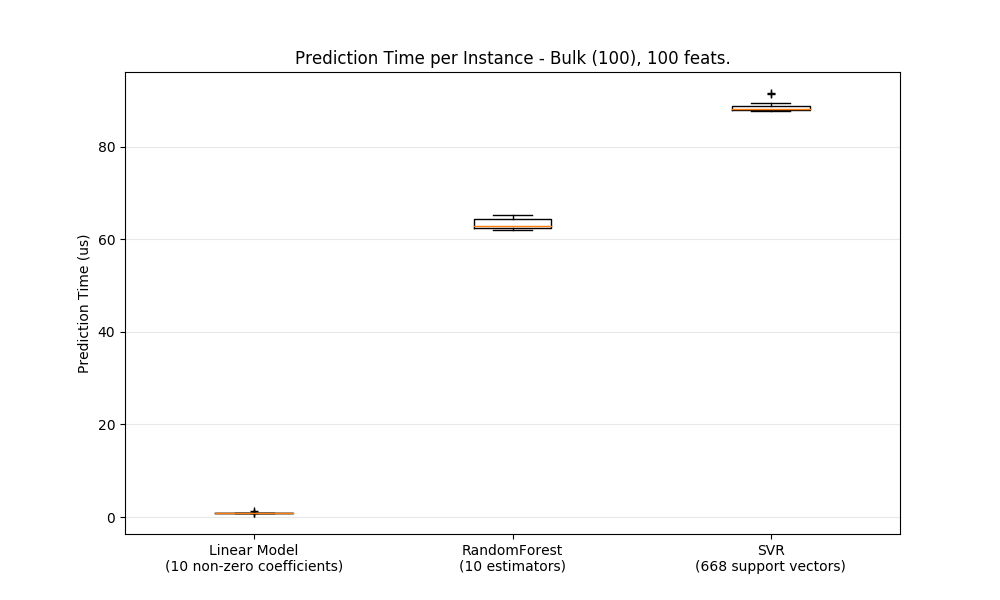 Prediction Time per Instance - Bulk (100), 100 feats.
Prediction Time (us)
80
60
40
20
0
Linear Model
(10 non-zero coefficients)
RandomForest
(10 estimators)
SVR
(668 support vectors)